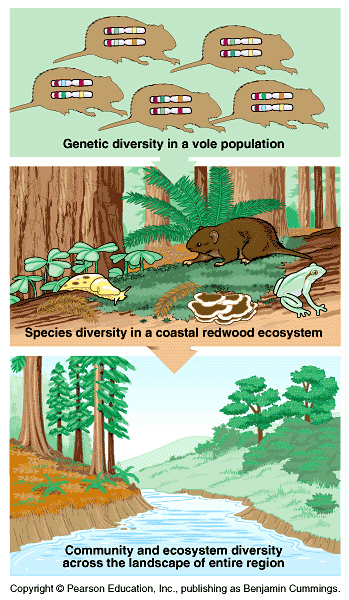 Genetic diversity in a vole population
Species diversity in a coastal redwood ecosystem
Community and ecosystem diversity
across the landscape of entire region
Copyright © Pearson Education, Inc., publishing as Benjamin Cummings.